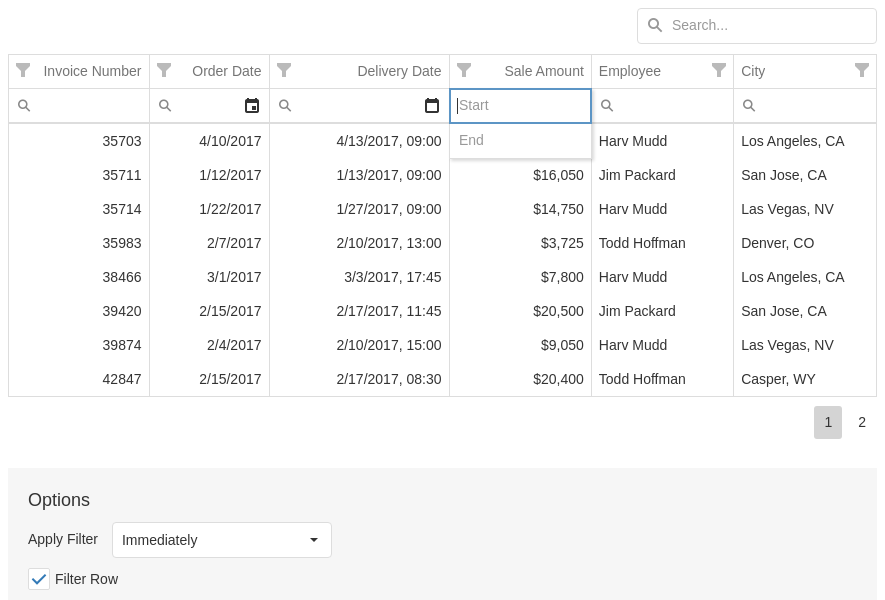 Search...
Invoice Number Order Date Delivery Date Sale Amount Employee City
Start
End
35703 4/10/2017 4/13/2017, 09:00 Harv Mudd Los Angeles, CA
35711 1/12/2017 1/13/2017, 09:00 $16,050 Jim Packard San Jose, CA
35714 1/22/2017 1/27/2017, 09:00 $14,750 Harv Mudd Las Vegas, NV
35983 2/7/2017 2/10/2017, 13:00 $3,725 Todd Hoffman Denver, CO
38466 3/1/2017 3/3/2017, 17:45 $7,800 Harv Mudd Los Angeles, CA
39420 2/15/2017 2/17/2017, 11:45 $20,500 Jim Packard San Jose, CA
39874 2/4/2017 2/10/2017, 15:00 $9,050 Harv Mudd Las Vegas, NV
42847 2/15/2017 2/17/2017, 08:30 $20,400 Todd Hoffman Casper, WY
1 2
Options
Apply Filter Immediately
Filter Row